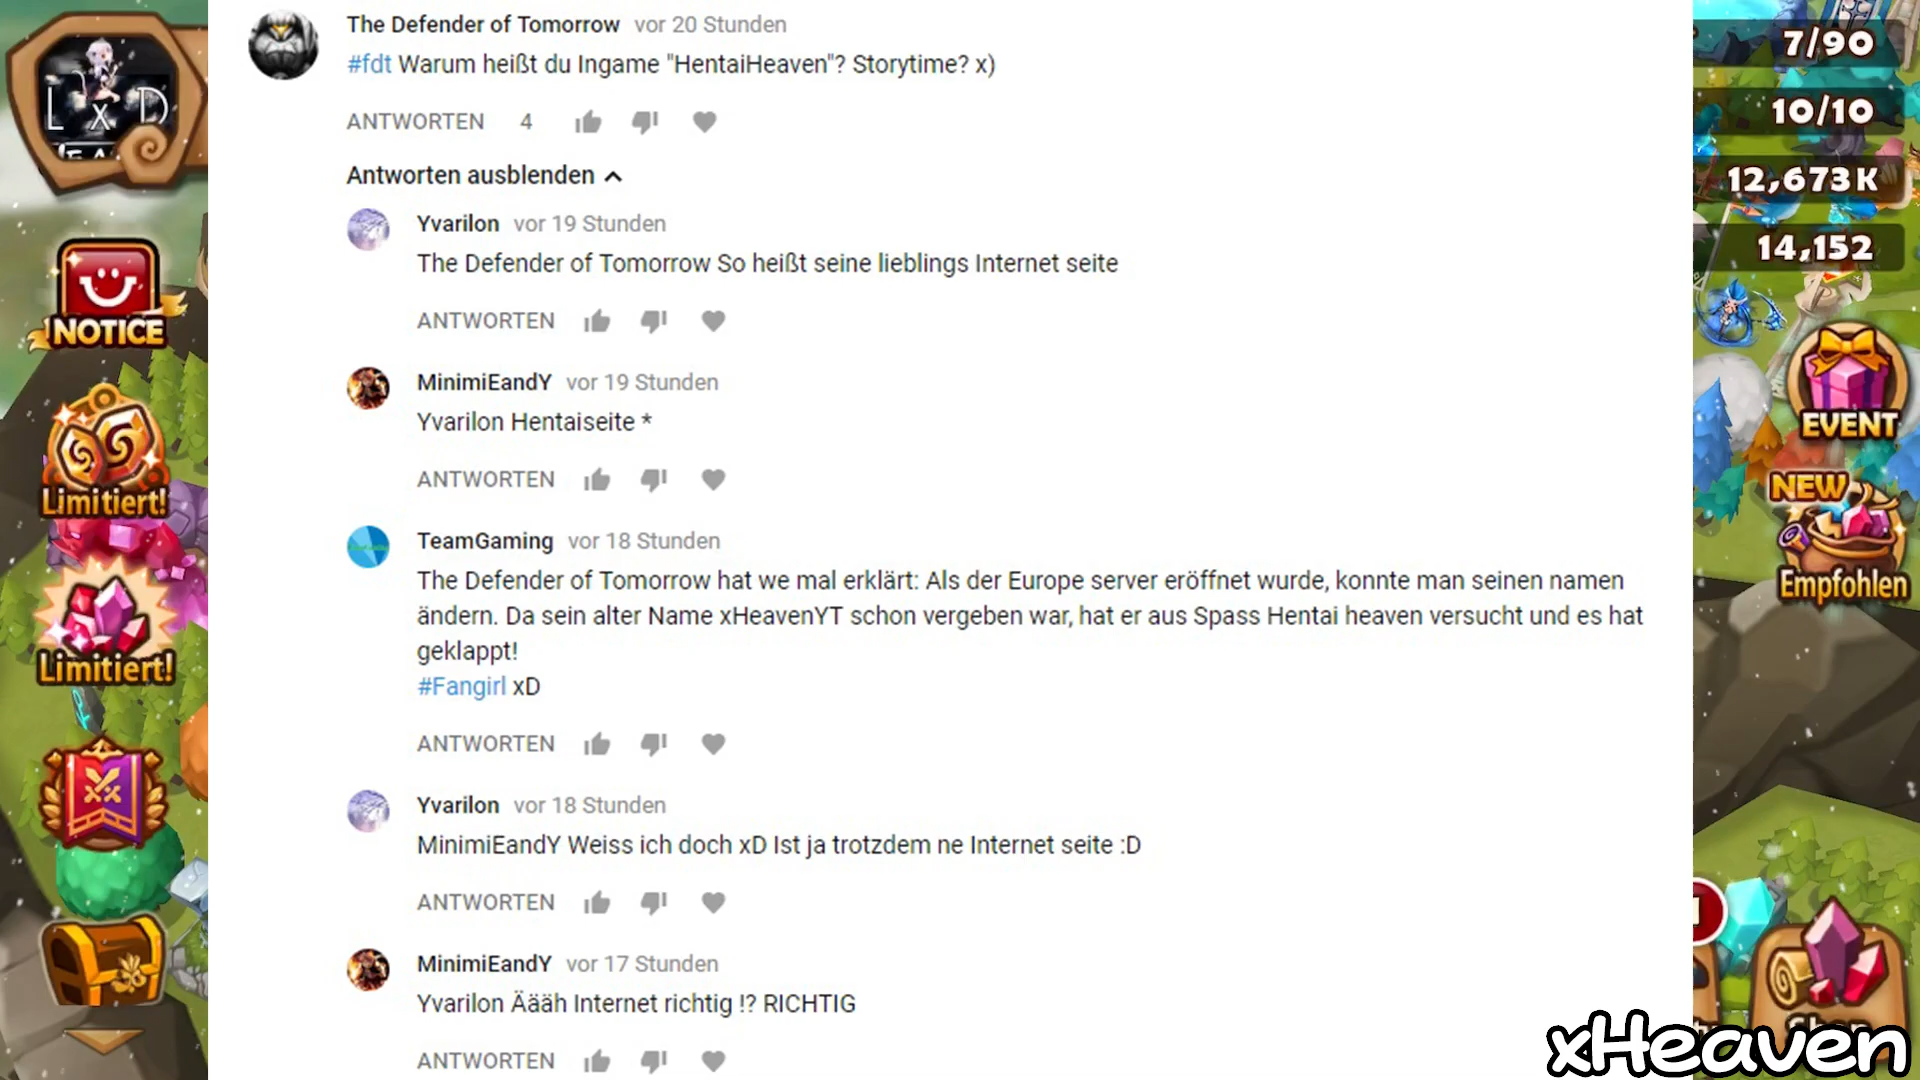 The Defender of Tomorrow vor 20 Stunden
#fdt Warum heißt du Ingame "HentaiHeaven"? Storytime? x)
ANTWORTEN 4
Antworten ausblenden
Yvarilon vor 19 Stunden
The Defender of Tomorrow So heißt seine lieblings Internet seite
ANTWORTEN
MinimiEandY vor 19 Stunden
Yvarilon Hentaiseite *
ANTWORTEN
TeamGaming vor 18 Stunden
The Defender of Tomorrow hat we mal erklärt: Als der Europe server eröffnet wurde, konnte man seinen namen
ändern. Da sein alter Name xHeavenYT schon vergeben war, hat er aus Spass Hentai heaven versucht und es hat
geklappt!
#Fangirl xD
ANTWORTEN
Yvarilon vor 18 Stunden
MinimiEandY Weiss ich doch xD Ist ja trotzdem ne Internet seite :D
ANTWORTEN
MinimiEandY vor 17 Stunden
Yvarilon Äääh Internet richtig !? RICHTIG
ANTWORTEN
L x D
NOTICE
Limitiert!
Limitiert!
7/90
10/10
12,673K
14,152
EVENT
NEW
Empfohlen
xHeaven